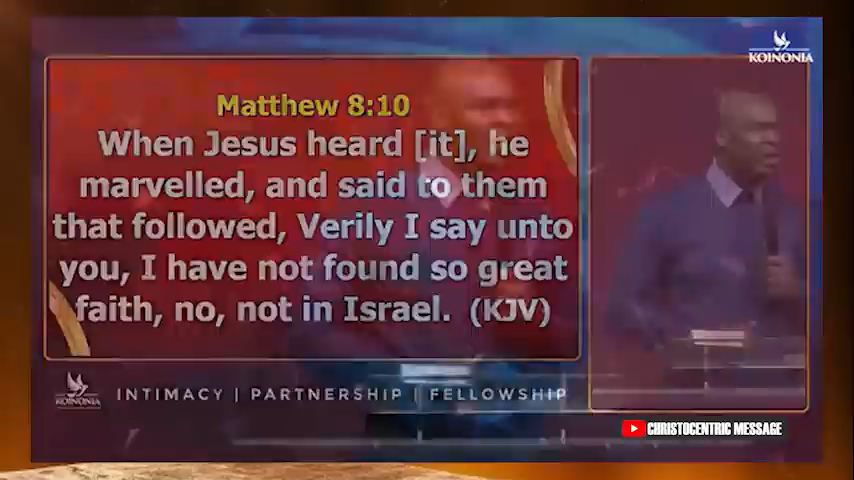 KOINONIA
Matthew 8:10
When Jesus heard [it], he
marvelled, and said to them
that followed, Verily I say unto
you, I have not found so great
faith, no, not in Israel. (KJV)
KOINONIA
INTIMACY | PARTNERSHIP | FELLOWSHIP
CHRISTOCENTRIC MESSAGE